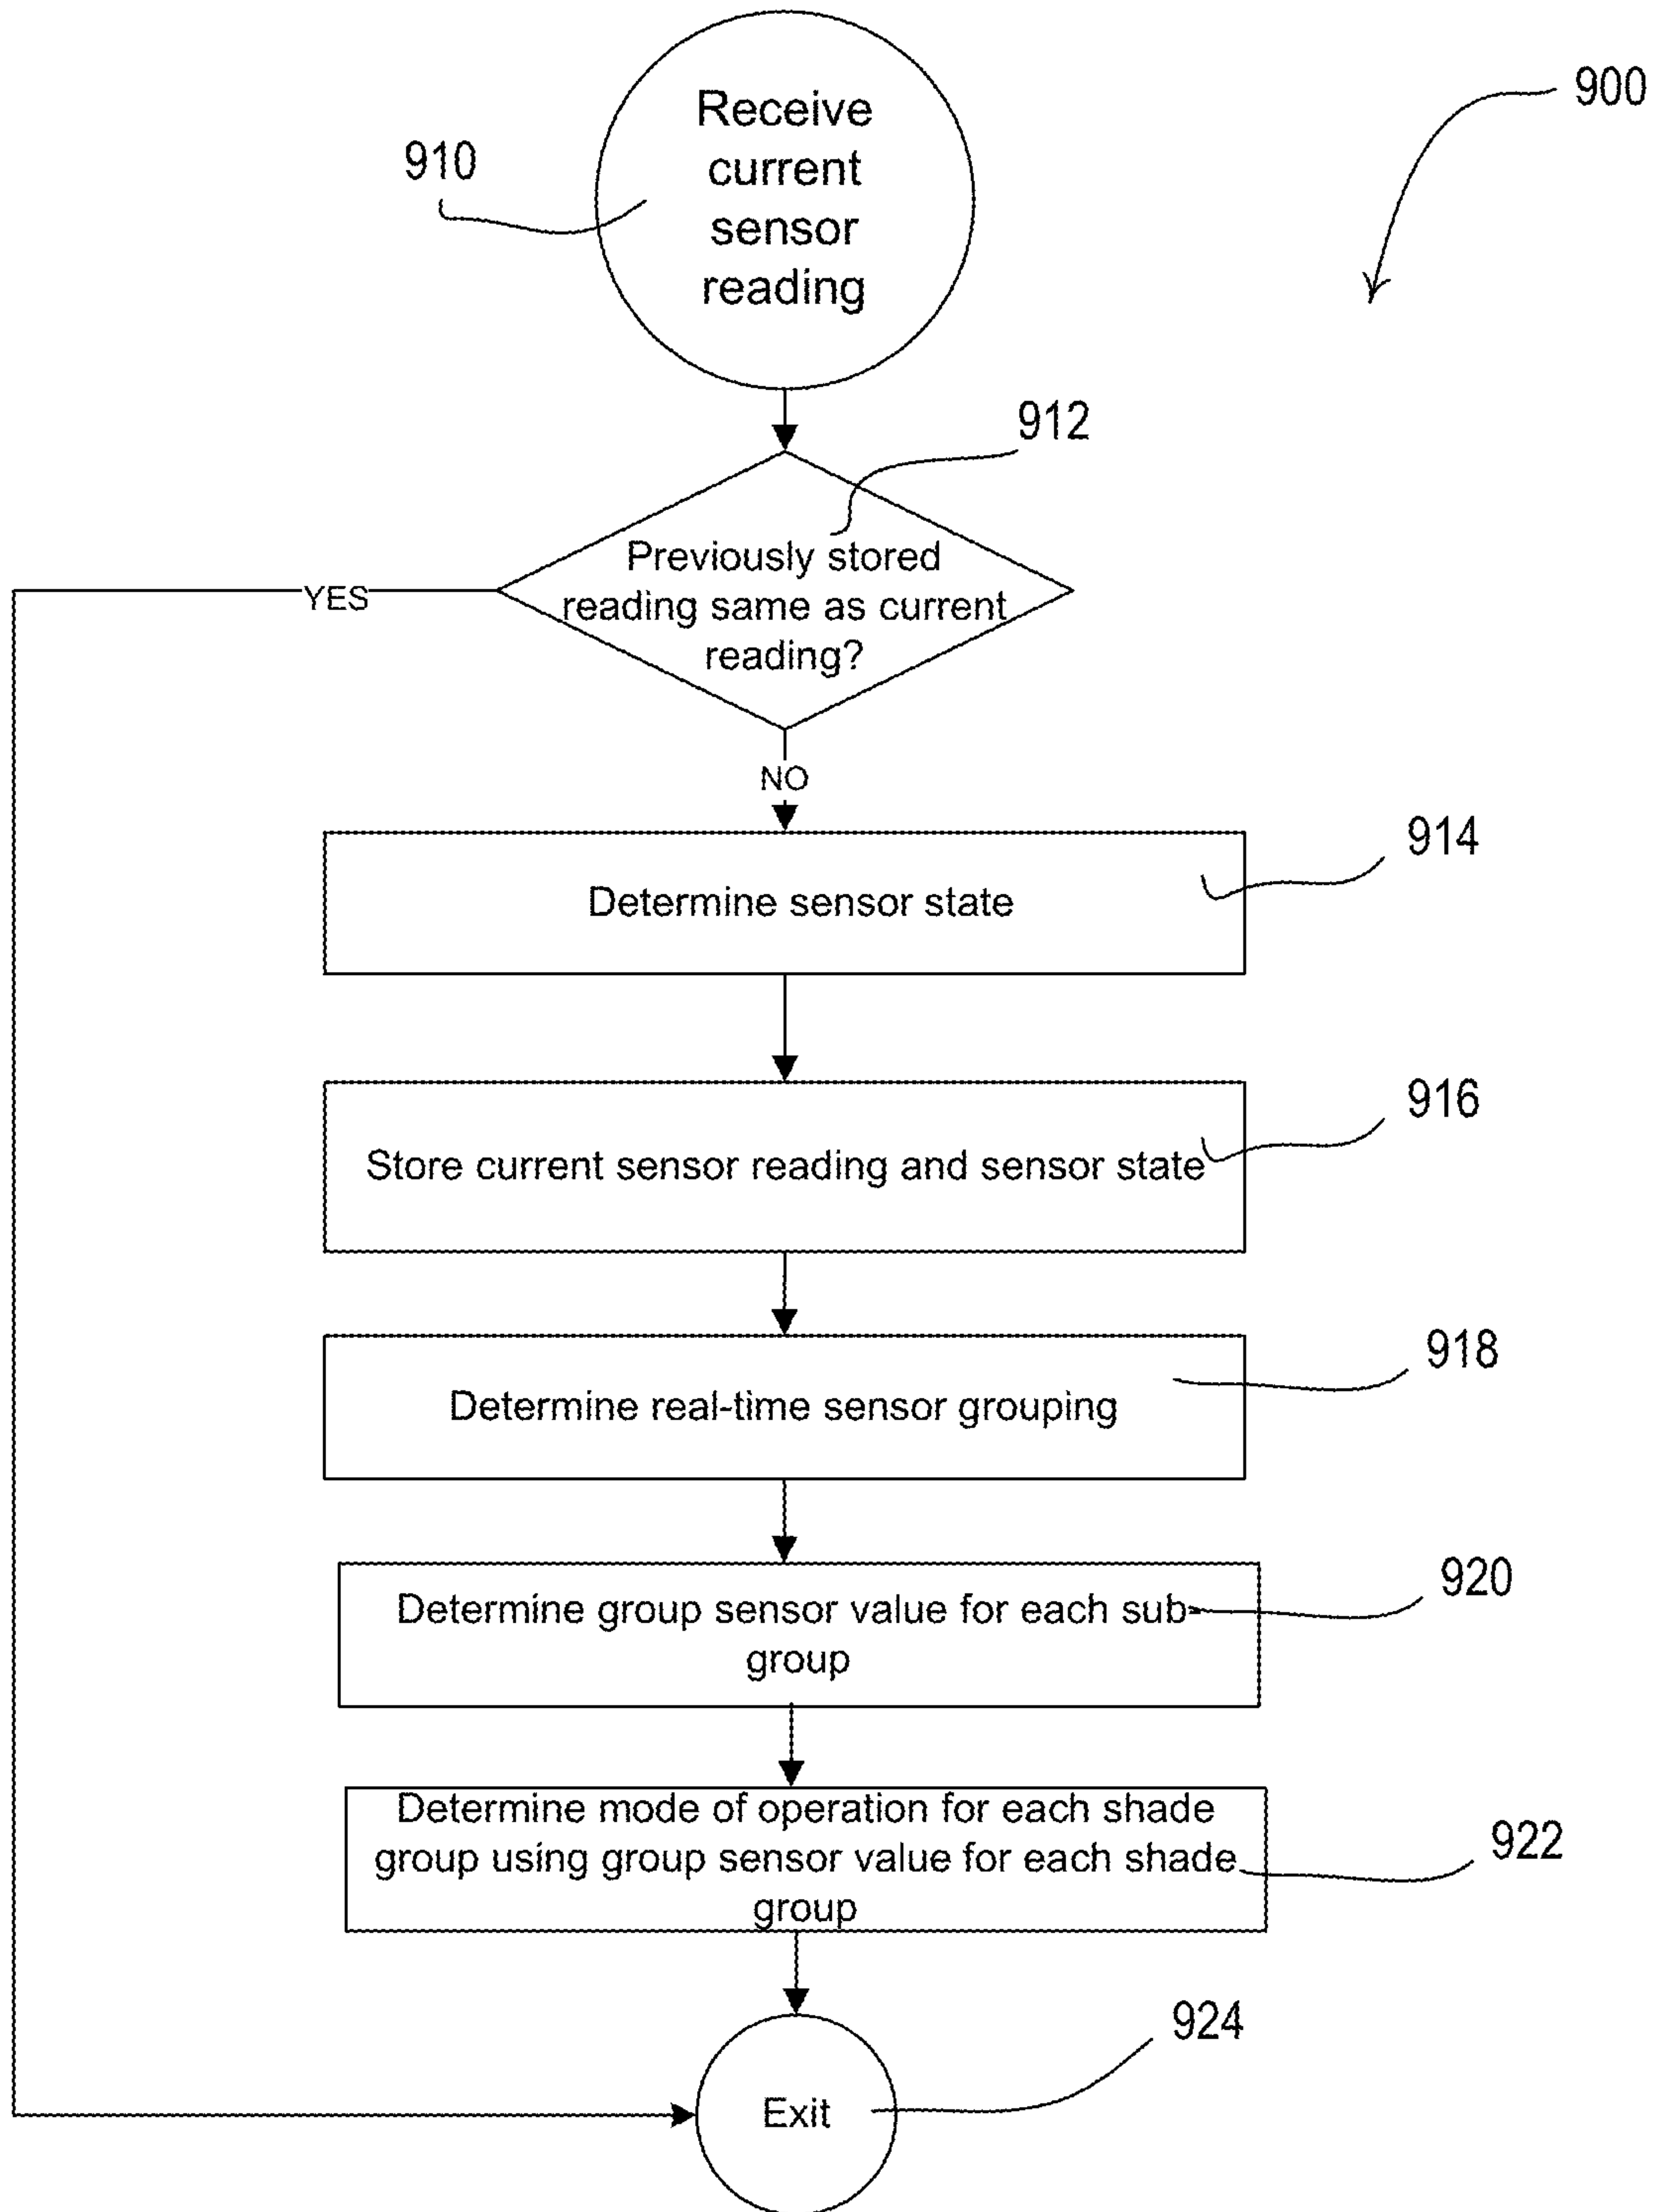 Receive
current
sensor
reading
900
910
912
Previously stored
reading same as current
reading?
YES
NO
914
Determine sensor state
916
Store current sensor reading and sensor state
918
Determine real-time sensor grouping
920
Determine group sensor value for each sub-
group
Determine mode of operation for each shade
group using group sensor value for each shade
group
922
924
Exit